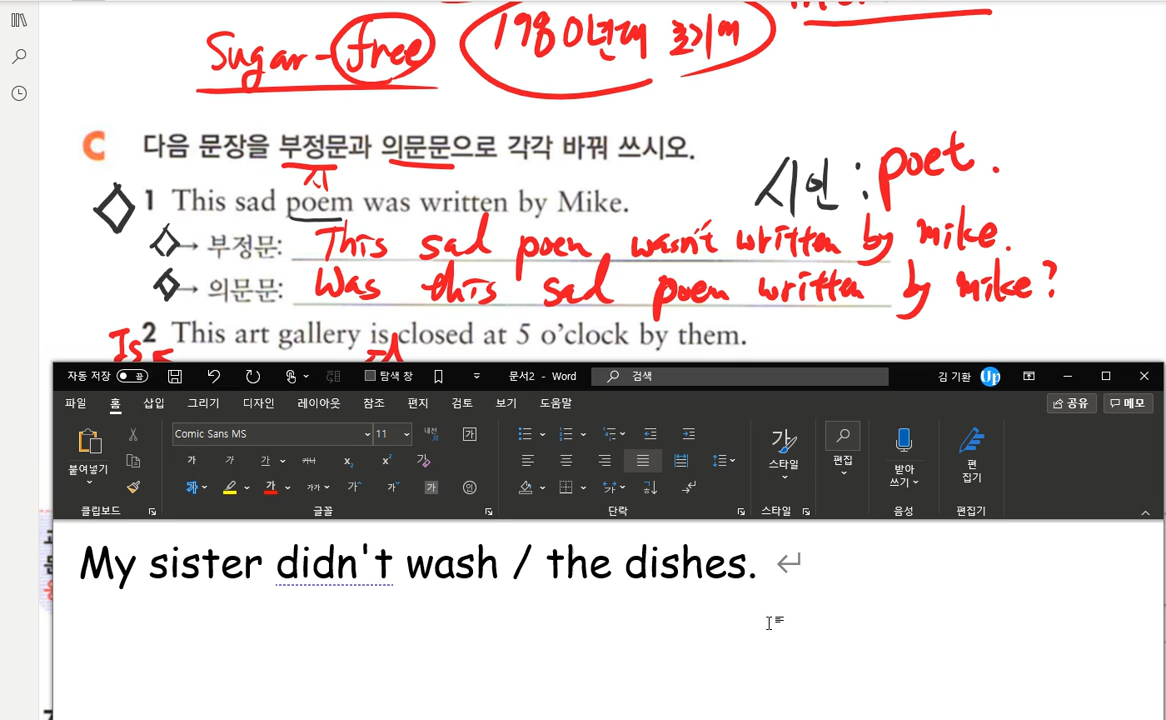 Sugar-free
1980년대 초기에
C 다음 문장을 부정문과 의문문으로 각각 바꿔 쓰시오.
시인 : poet.
1 This sad poem was written by Mike.
→ 부정문: This sad poem wasn't written by mike.
→ 의문문: Was this sad poem written by mike?
Is
2 This art gallery is closed at 5 o'clock by them.
자동 저장 끔 탐색 창 문서2 - Word 검색 김 기환
파일 홈 삽입 그리기 디자인 레이아웃 참조 편지 검토 보기 도움말 공유 메모
Comic Sans MS 11
붙여넣기 스타일 편집 받아쓰기 편집기
클립보드 글꼴 단락 스타일 음성 편집기
My sister didn't wash / the dishes.